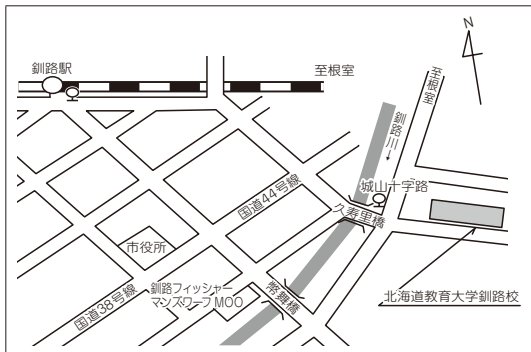 N
釧路駅
至根室
至根室
釧路川→
城山十字路
国道44号線
久寿里橋
市役所
釧路フィッシャー
マンズワーフMOO
幣舞橋
北海道教育大学釧路校
国道38号線